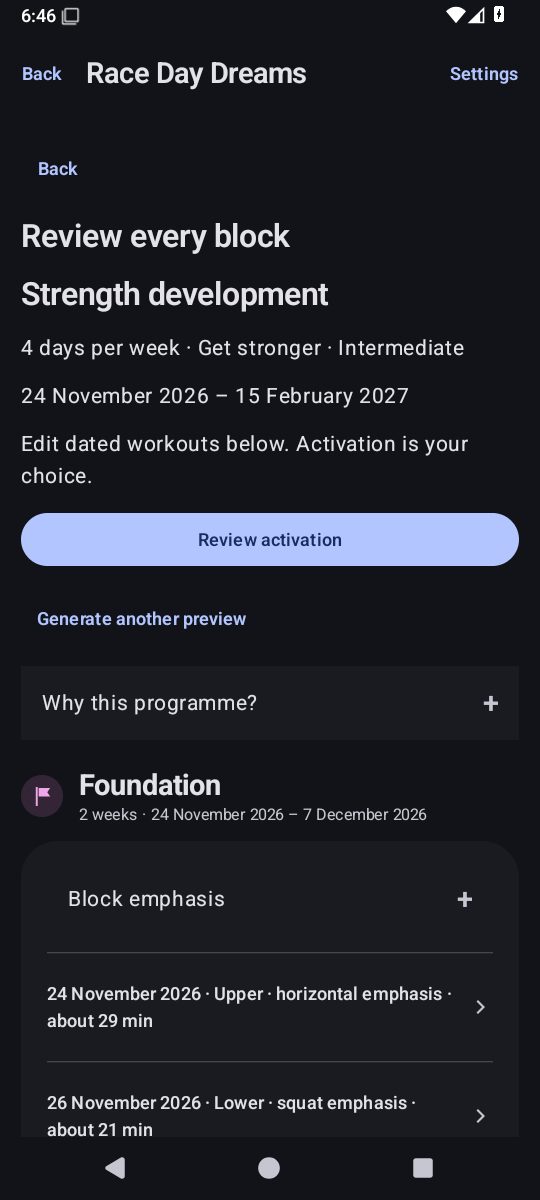 6:46
Back Race Day Dreams Settings
Back
Review every block
Strength development
4 days per week · Get stronger · Intermediate
24 November 2026 – 15 February 2027
Edit dated workouts below. Activation is your
choice.
Review activation
Generate another preview
Why this programme? +
Foundation
2 weeks · 24 November 2026 – 7 December 2026
Block emphasis +
24 November 2026 · Upper · horizontal emphasis ·
about 29 min
26 November 2026 · Lower · squat emphasis ·
about 21 min